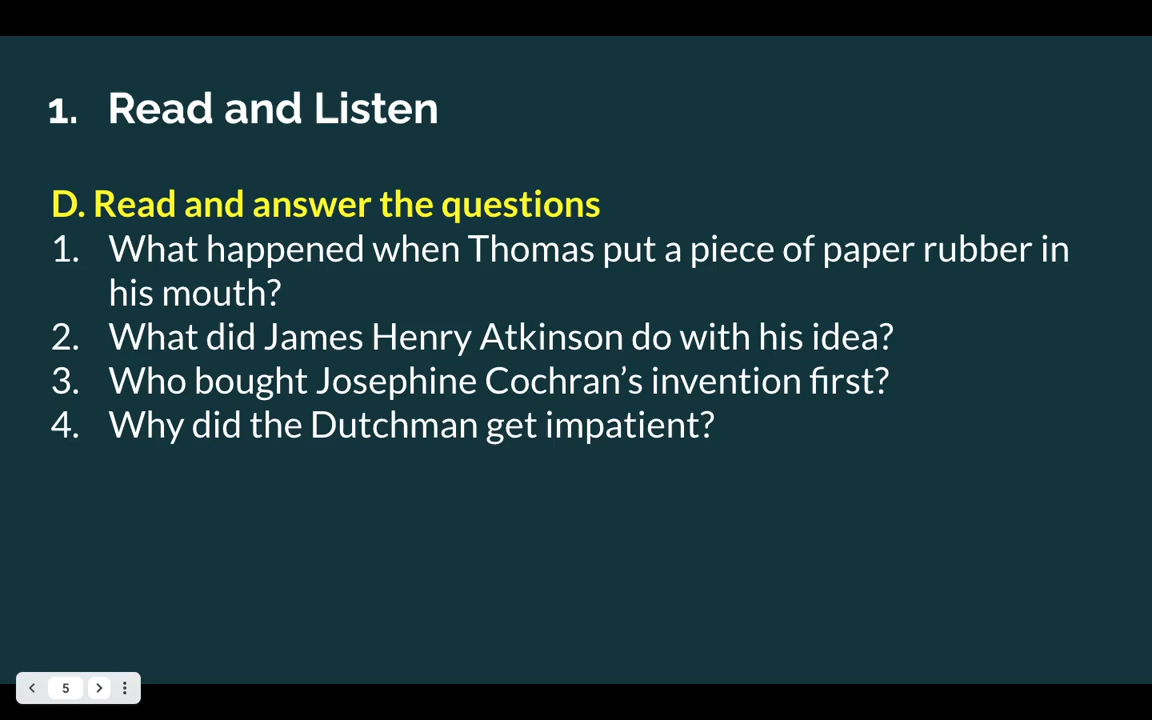 1. Read and Listen
D. Read and answer the questions
1. What happened when Thomas put a piece of paper rubber in
his mouth?
2. What did James Henry Atkinson do with his idea?
3. Who bought Josephine Cochran’s invention first?
4. Why did the Dutchman get impatient?
5